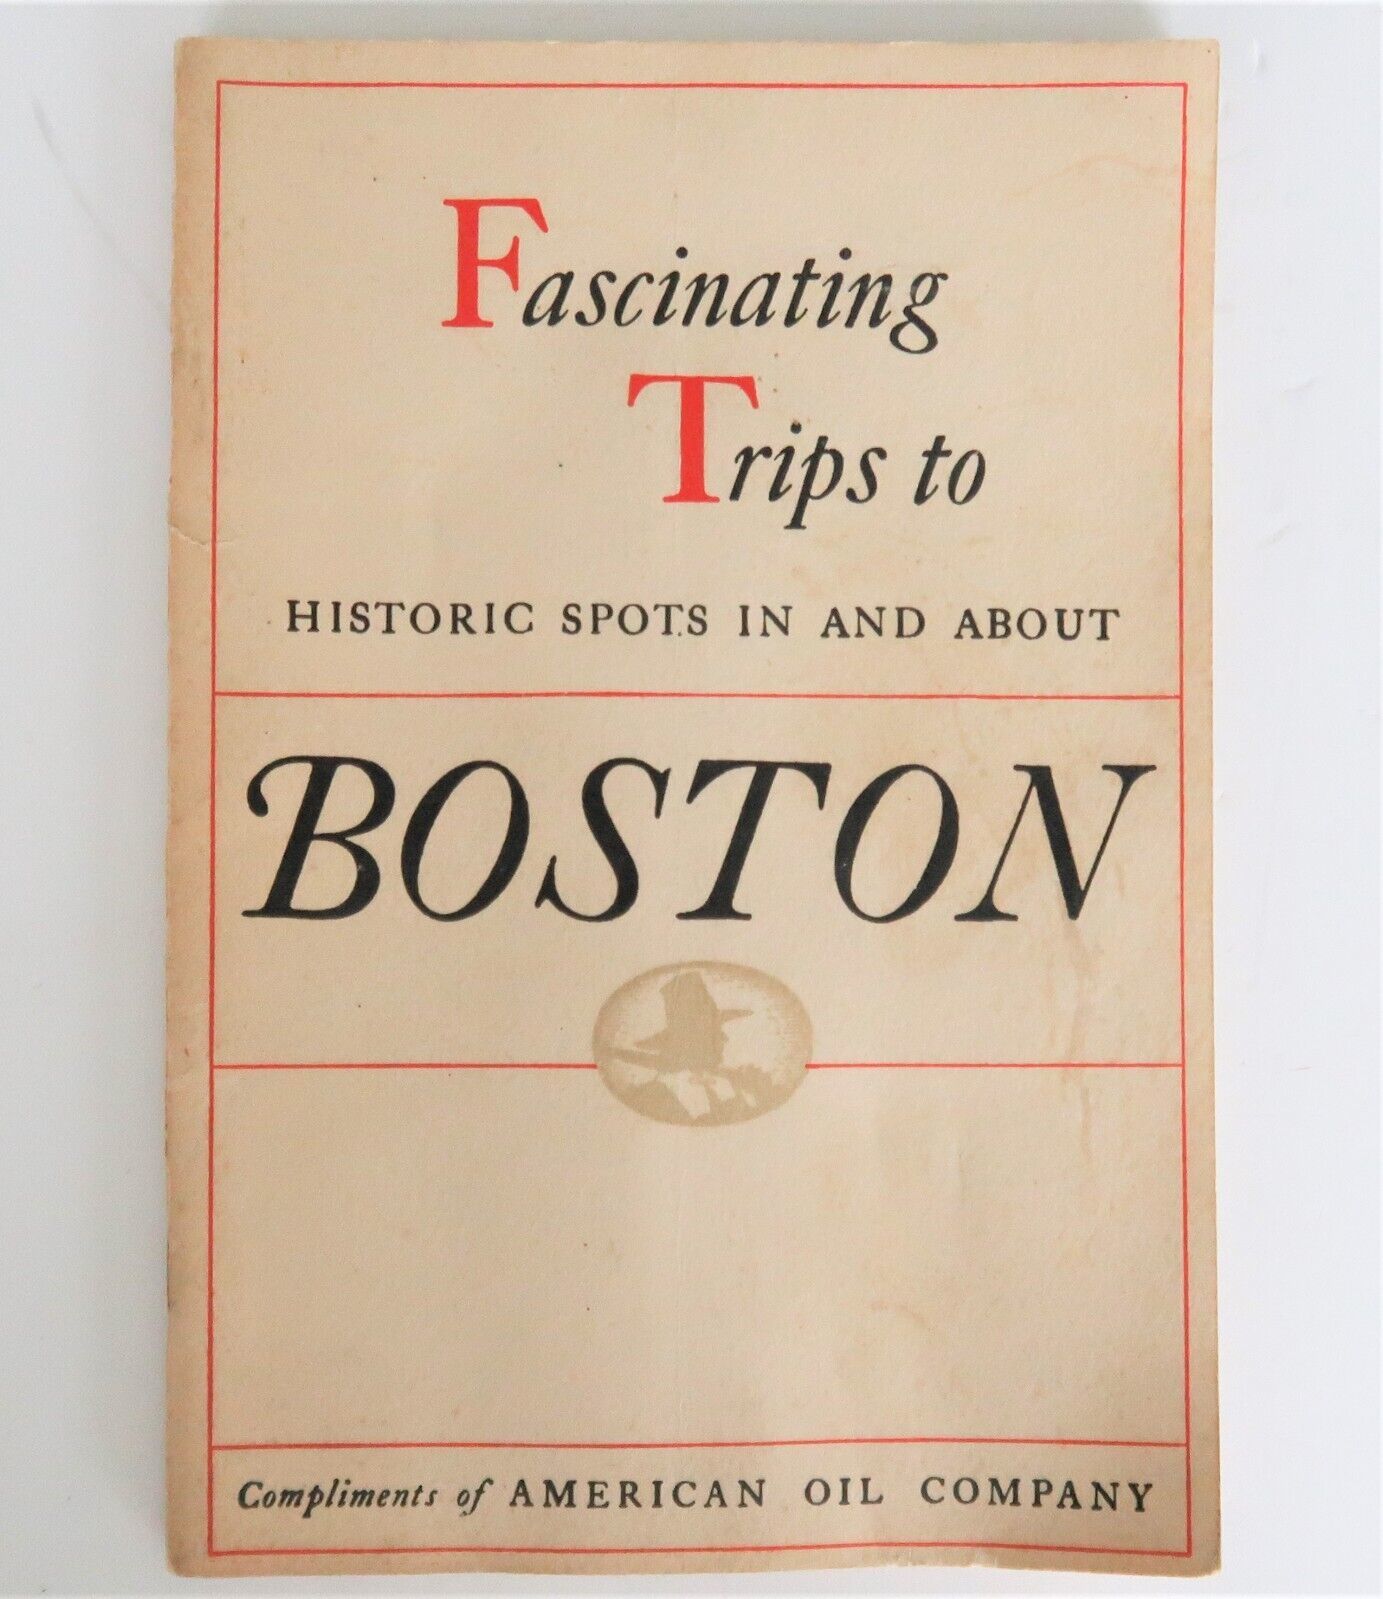 Fascinating
Trips to
HISTORIC SPOTS IN AND ABOUT
BOSTON
Compliments of AMERICAN OIL COMPANY